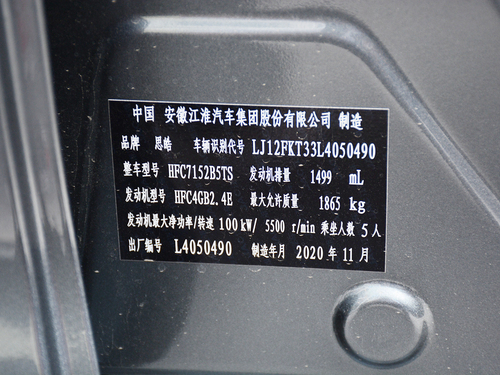 中国 安徽江淮汽车集团股份有限公司 制造
品牌 思皓 车辆识别代号 LJ12FKT33L4050490
整车型号 HFC7152B5TS 发动机排量 1499 mL
发动机型号 HFC4GB2.4E 最大允许质量 1865 kg
发动机最大净功率/转速 100 kW/ 5500 r/min 乘坐人数 5 人
出厂编号 L4050490 制造年月 2020 年 11 月